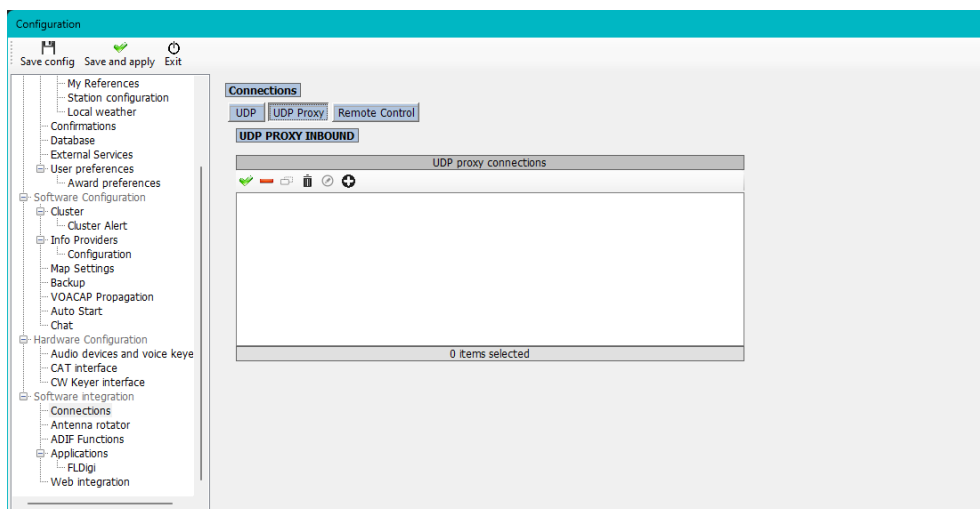 Configuration
Save config Save and apply Exit
My References
Station configuration
Local weather
Confirmations
Database
External Services
User preferences
Award preferences
Software Configuration
Cluster
Cluster Alert
Info Providers
Configuration
Map Settings
Backup
VOACAP Propagation
Auto Start
Chat
Hardware Configuration
Audio devices and voice keye
CAT interface
CW Keyer interface
Software integration
Connections
Antenna rotator
ADIF Functions
Applications
FLDigi
Web integration
Connections
UDP UDP Proxy Remote Control
UDP PROXY INBOUND
UDP proxy connections
0 items selected